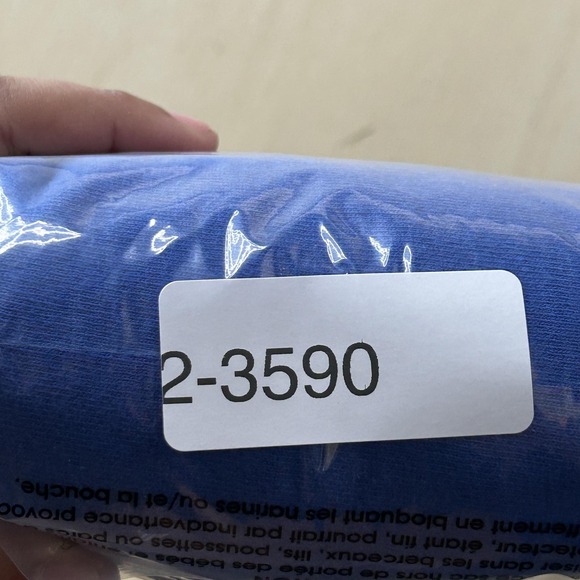 2-3590
hors de portée des bébés et
dans les berceaux, lits, poussettes ou
étant fin, pourrait par inadvertance
en bloquant les narines ou/et la bouche,